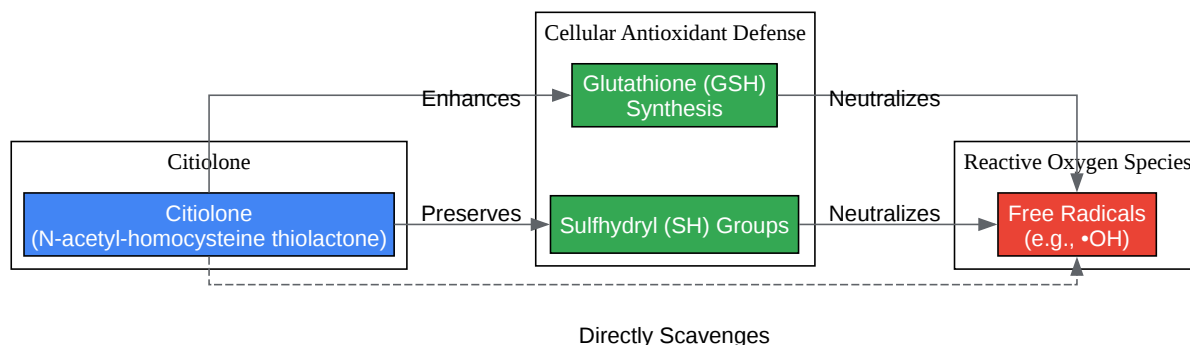 Cellular Antioxidant Defense
Glutathione (GSH)
Synthesis
Enhances
Neutralizes
Citiolone
Reactive Oxygen Species
Citiolone
(N-acetyl-homocysteine thiolactone)
Preserves
Sulfhydryl (SH) Groups
Neutralizes
Free Radicals
(e.g., •OH)
Directly Scavenges